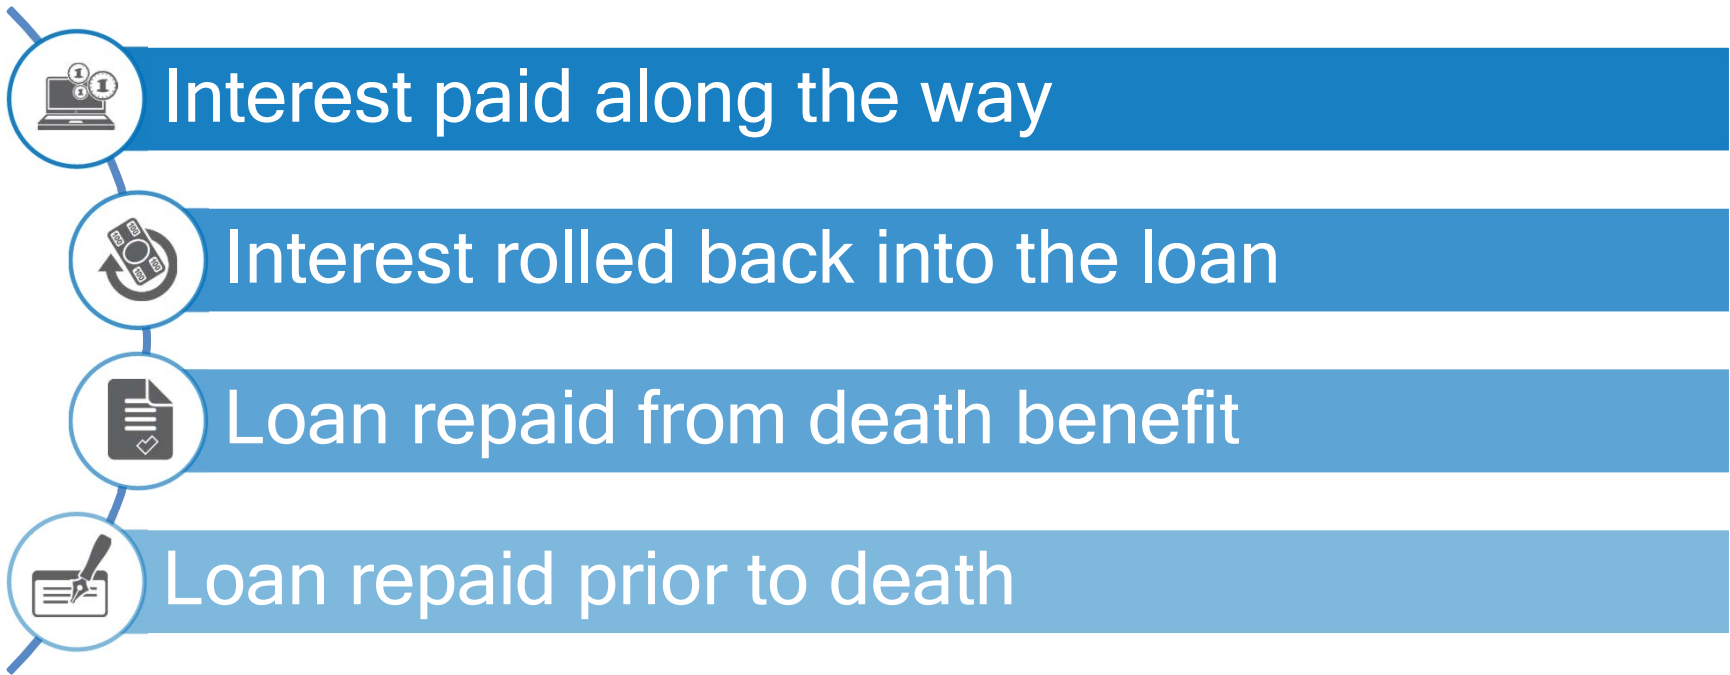 Interest paid along the way
Interest rolled back into the loan
Loan repaid from death benefit
Loan repaid prior to death